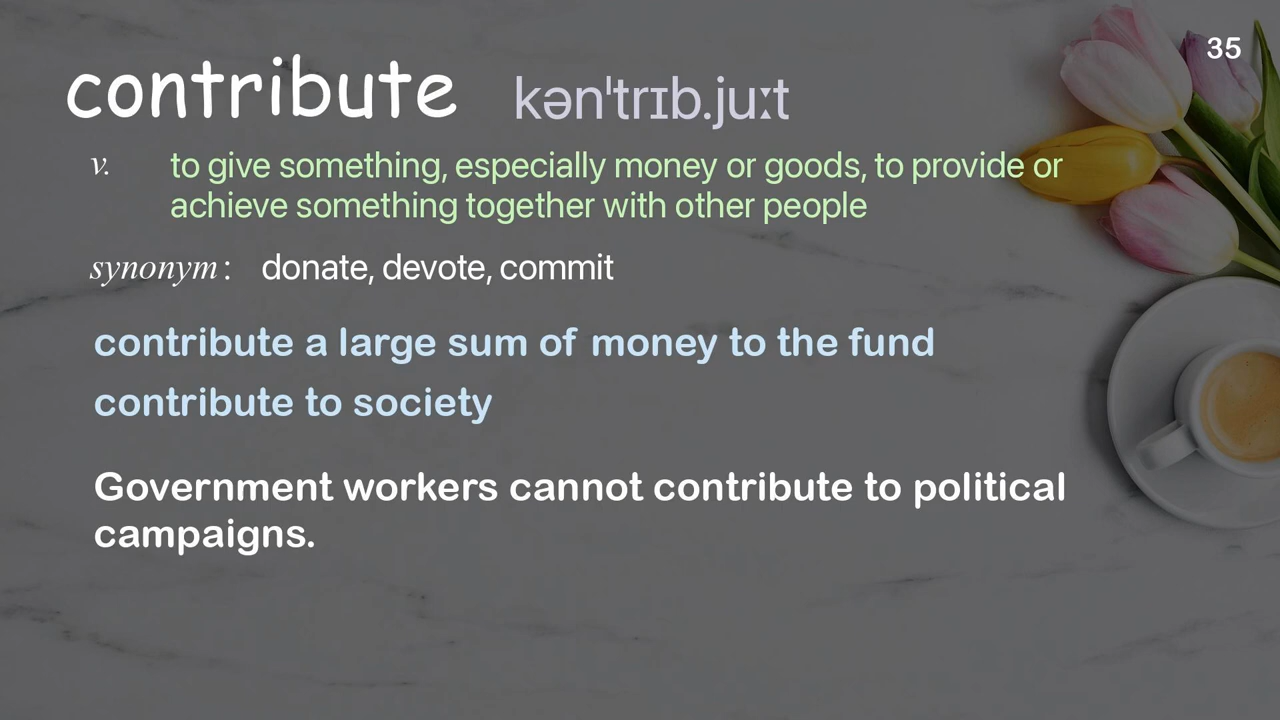 35
contribute kənˈtrɪb.juːt
v. to give something, especially money or goods, to provide or
achieve something together with other people
synonym : donate, devote, commit
contribute a large sum of money to the fund
contribute to society
Government workers cannot contribute to political
campaigns.